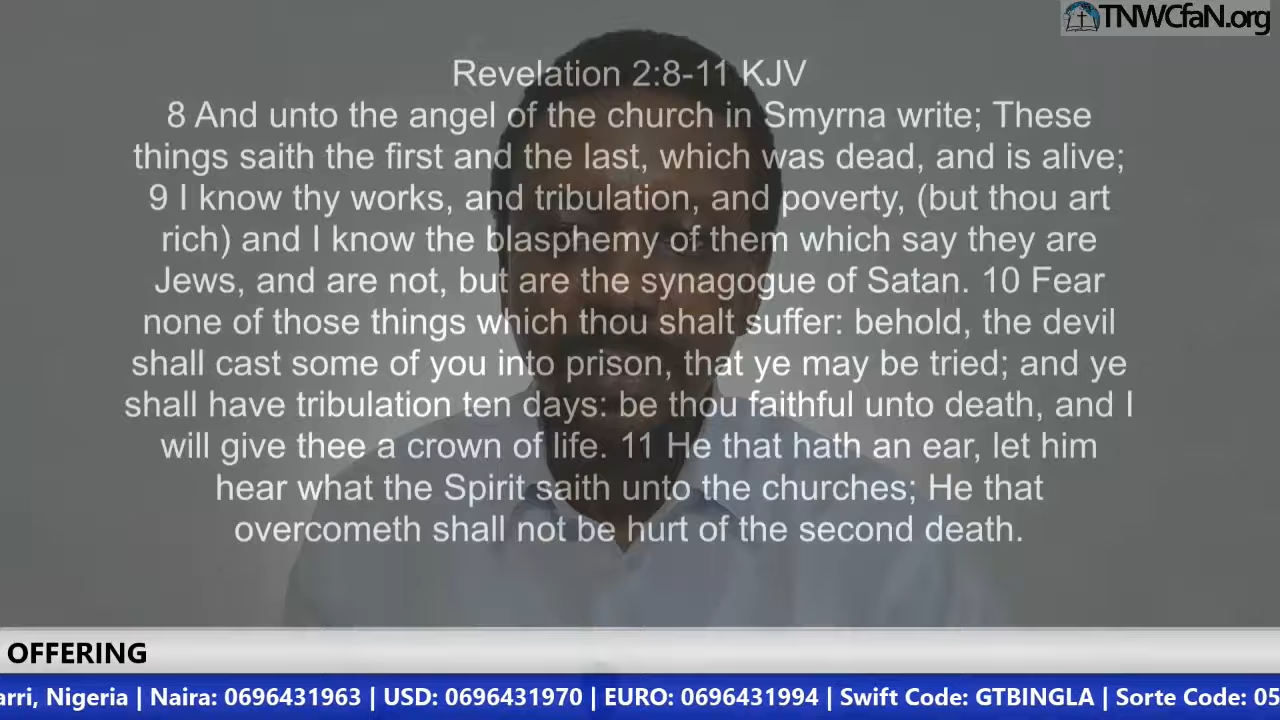 TNWCfaN.org
Revelation 2:8-11 KJV
8 And unto the angel of the church in Smyrna write; These
things saith the first and the last, which was dead, and is alive;
9 I know thy works, and tribulation, and poverty, (but thou art
rich) and I know the blasphemy of them which say they are
Jews, and are not, but are the synagogue of Satan. 10 Fear
none of those things which thou shalt suffer: behold, the devil
shall cast some of you into prison, that ye may be tried; and ye
shall have tribulation ten days: be thou faithful unto death, and I
will give thee a crown of life. 11 He that hath an ear, let him
hear what the Spirit saith unto the churches; He that
overcometh shall not be hurt of the second death.
OFFERING
arri, Nigeria | Naira: 0696431963 | USD: 0696431970 | EURO: 0696431994 | Swift Code: GTBINGLA | Sorte Code: 05